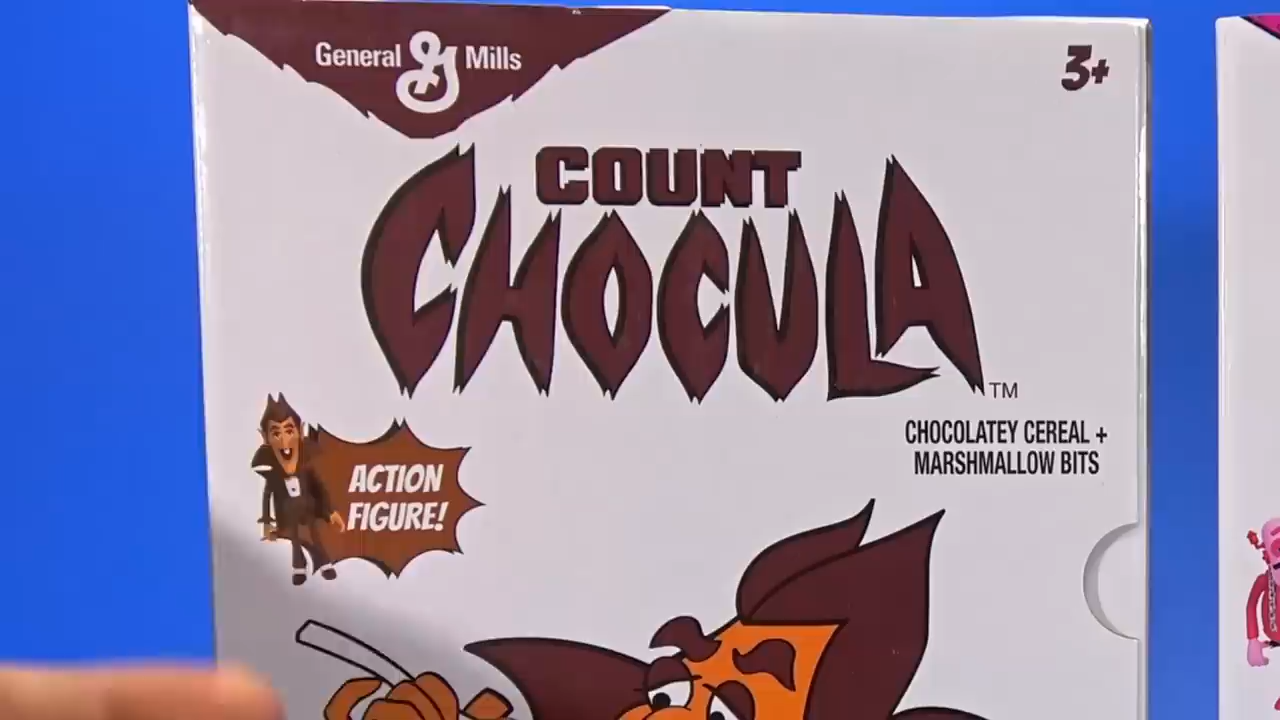 General Mills
3+
COUNT
CHOCULA
TM
CHOCOLATEY CEREAL +
MARSHMALLOW BITS
ACTION
FIGURE!